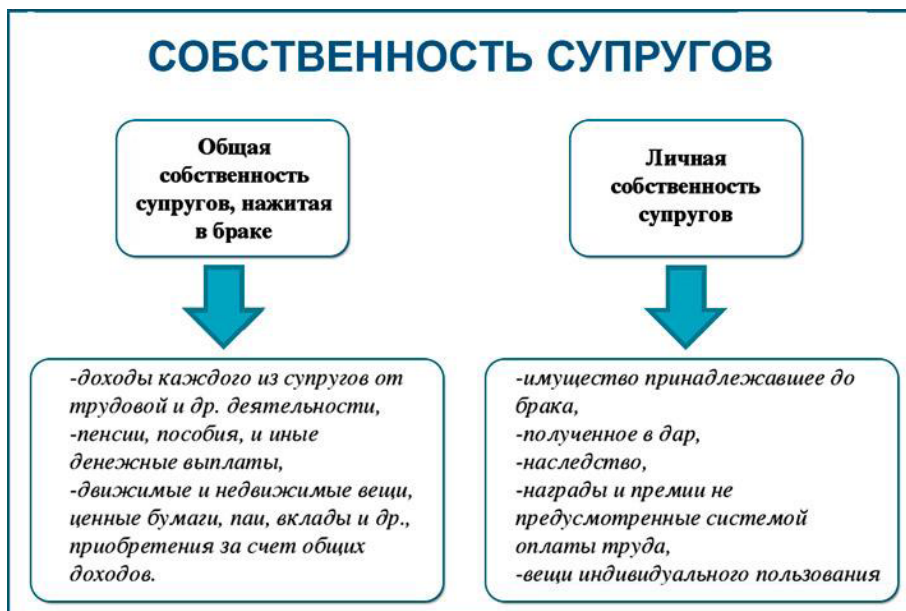 СОБСТВЕННОСТЬ СУПРУГОВ
Общая
собственность
супругов, нажитая
в браке
Личная
собственность
супругов
-доходы каждого из супругов от
трудовой и др. деятельности,
-пенсии, пособия, и иные
денежные выплаты,
-движимые и недвижимые вещи,
ценные бумаги, паи, вклады и др.,
приобретения за счет общих
доходов.
-имущество принадлежавшее до
брака,
-полученное в дар,
-наследство,
-награды и премии не
предусмотренные системой
оплаты труда,
-вещи индивидуального пользования